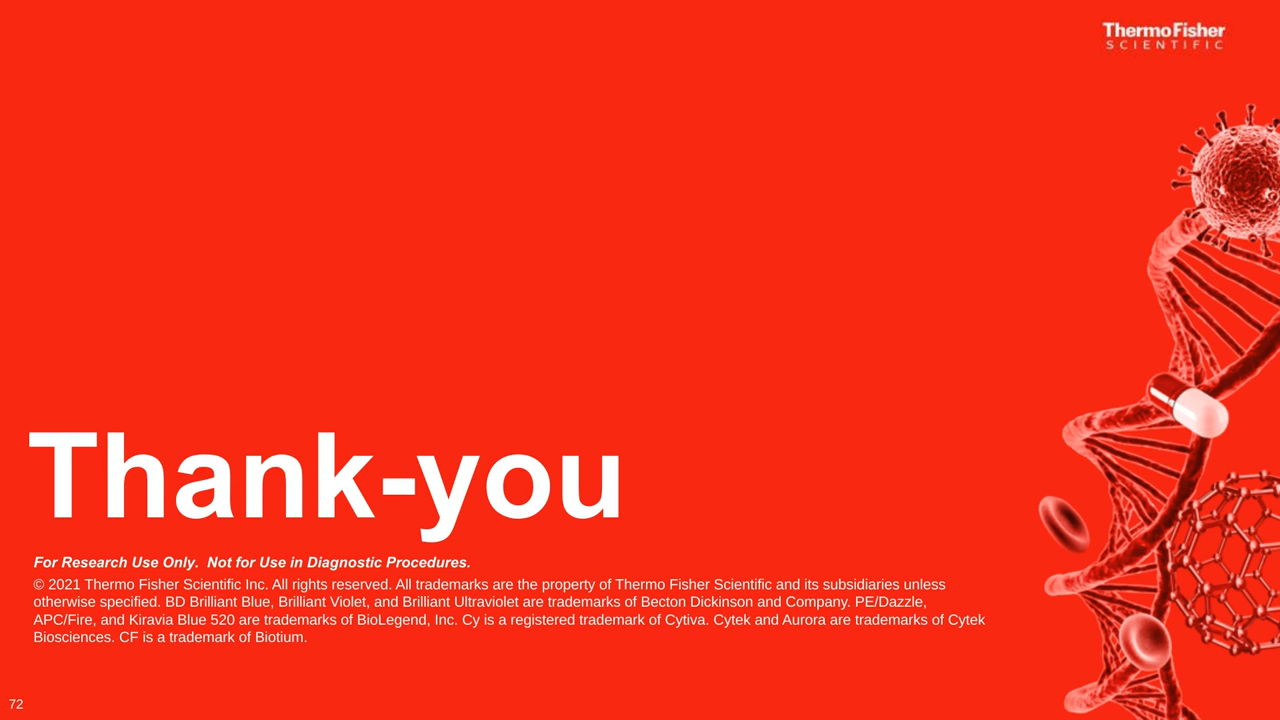 ThermoFisher
SCIENTIFIC
Thank-you
For Research Use Only.  Not for Use in Diagnostic Procedures.
© 2021 Thermo Fisher Scientific Inc. All rights reserved. All trademarks are the property of Thermo Fisher Scientific and its subsidiaries unless
otherwise specified. BD Brilliant Blue, Brilliant Violet, and Brilliant Ultraviolet are trademarks of Becton Dickinson and Company. PE/Dazzle,
APC/Fire, and Kiravia Blue 520 are trademarks of BioLegend, Inc. Cy is a registered trademark of Cytiva. Cytek and Aurora are trademarks of Cytek
Biosciences. CF is a trademark of Biotium.
72